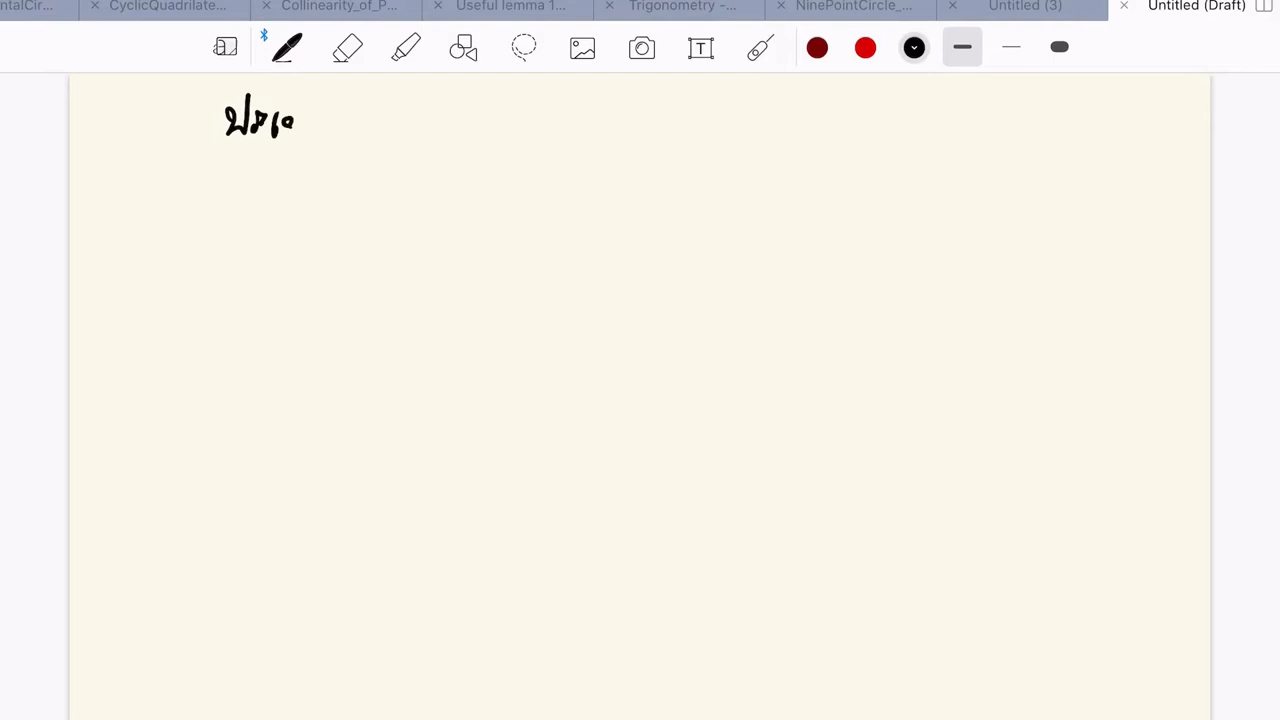 ntalCir...
CyclicQuadrilate...
Collinearity_of_P...
Useful lemma 1...
Trigonometry -...
NinePointCircle_...
Untitled (3)
Untitled (Draft)
T